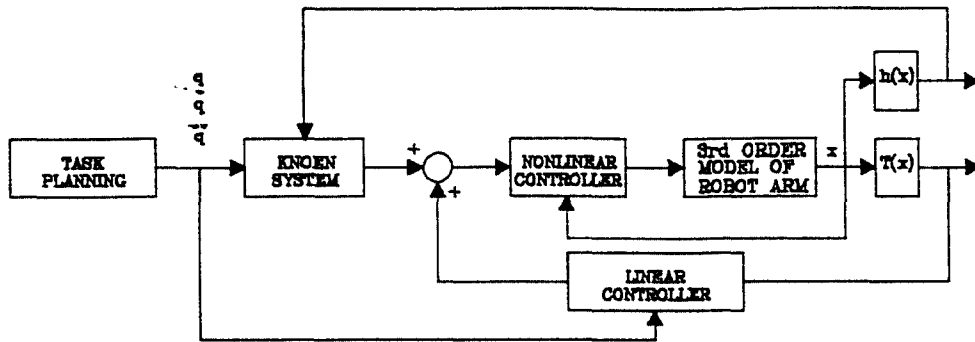 h(x)
q
q
q
+
TASK
PLANNING
KNOEN
SYSTEM
NONLINEAR
CONTROLLER
3rd ORDER
MODEL OF
ROBOT ARM
x
T(x)
+
LINEAR
CONTROLLER